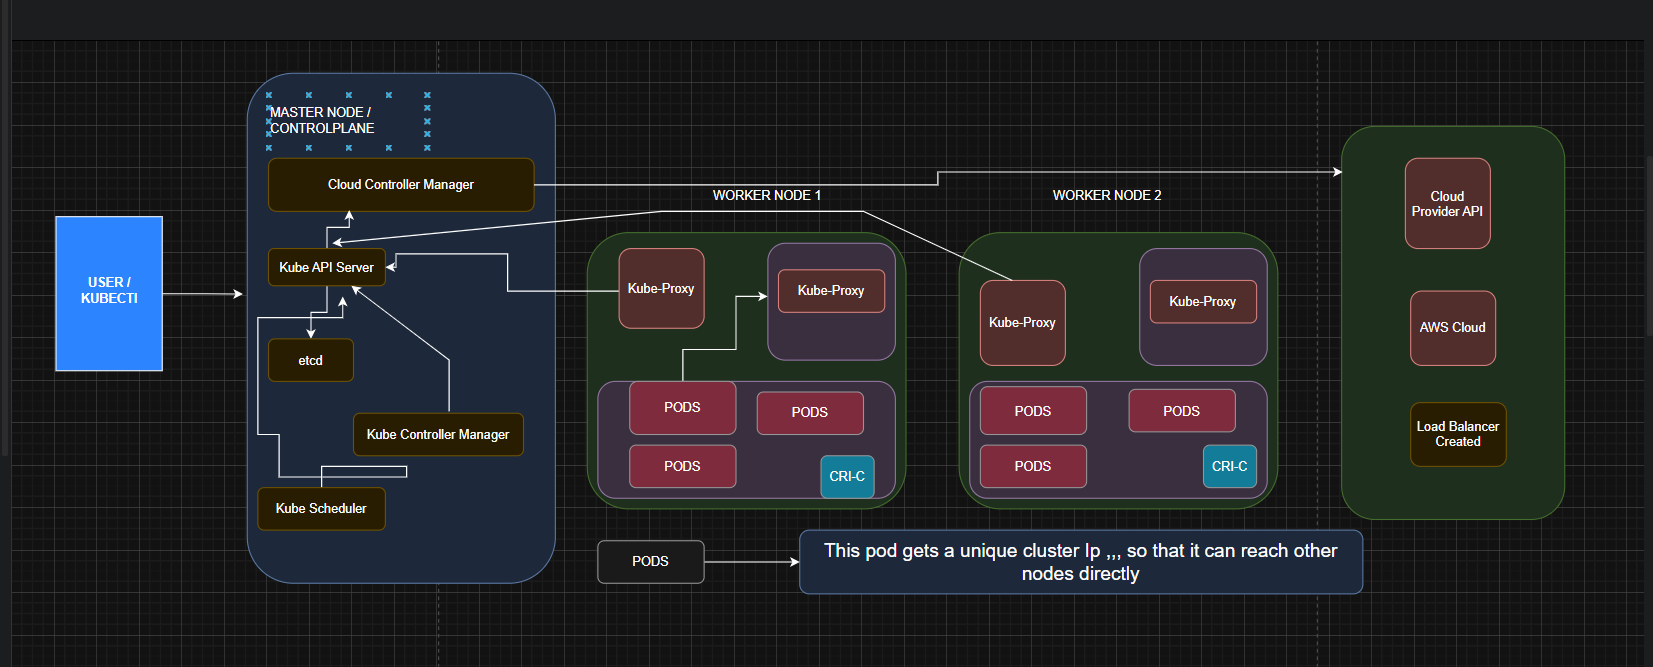 MASTER NODE /
CONTROLPLANE
Cloud Controller Manager
USER /
KUBECTl
Kube API Server
etcd
Kube Controller Manager
Kube Scheduler
WORKER NODE 1
Kube-Proxy
Kube-Proxy
PODS
PODS
PODS
CRI-C
WORKER NODE 2
Kube-Proxy
Kube-Proxy
PODS
PODS
PODS
CRI-C
Cloud
Provider API
AWS Cloud
Load Balancer
Created
PODS
This pod gets a unique cluster Ip ,,, so that it can reach other
nodes directly